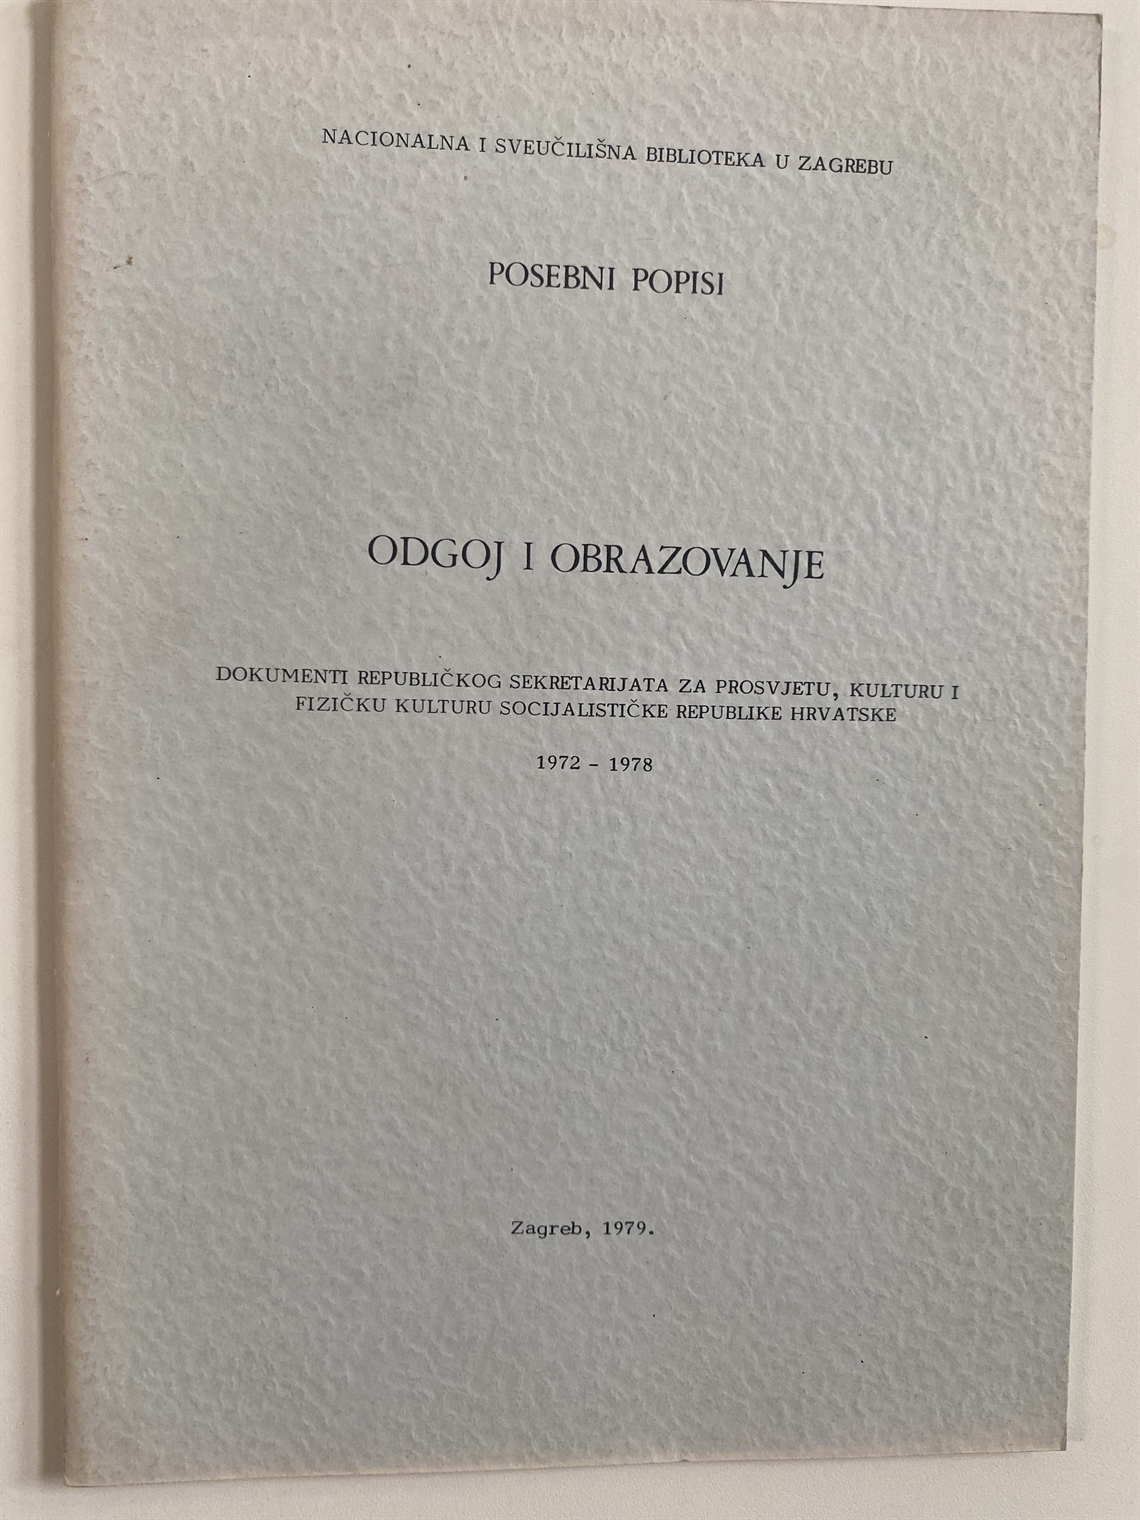 NACIONALNA I SVEUČILIŠNA BIBLIOTEKA U ZAGREBU
POSEBNI POPISI
ODGOJ I OBRAZOVANJE
DOKUMENTI REPUBLIČKOG SEKRETARIJATA ZA PROSVJETU, KULTURU I
FIZIČKU KULTURU SOCIJALISTIČKE REPUBLIKE HRVATSKE
1972 - 1978
Zagreb, 1979.